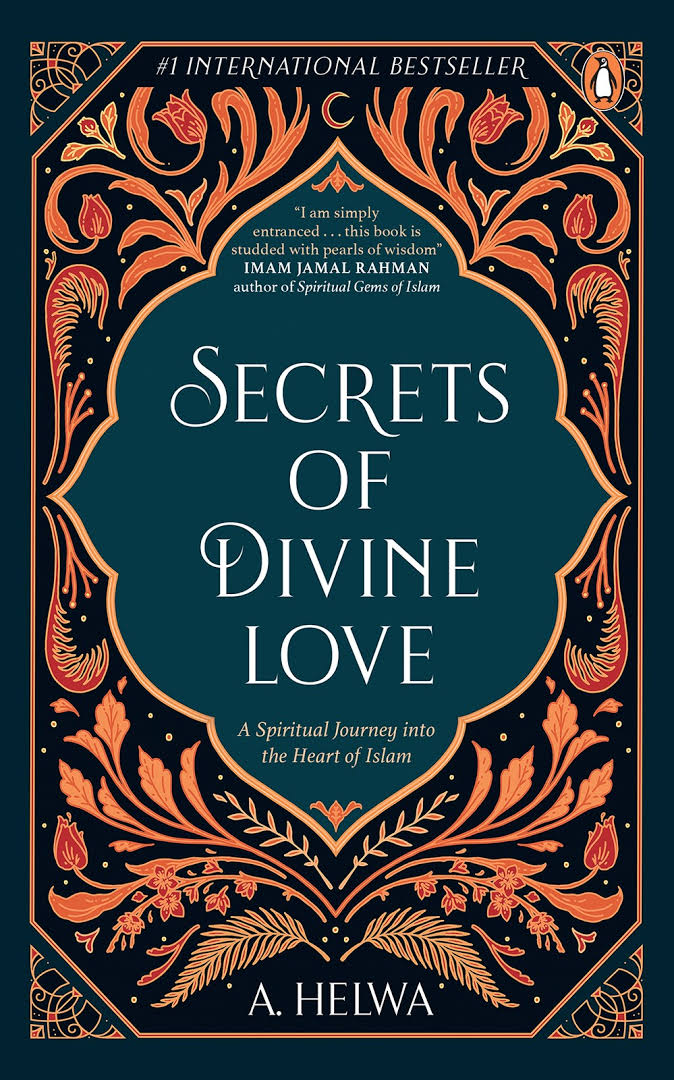 #1 INTERNATIONAL BESTSELLER
“I am simply
entranced . . . this book is
studded with pearls of wisdom”
IMAM JAMAL RAHMAN
author of Spiritual Gems of Islam
SECRETS
OF
DIVINE
LOVE
A Spiritual Journey into
the Heart of Islam
A. HELWA